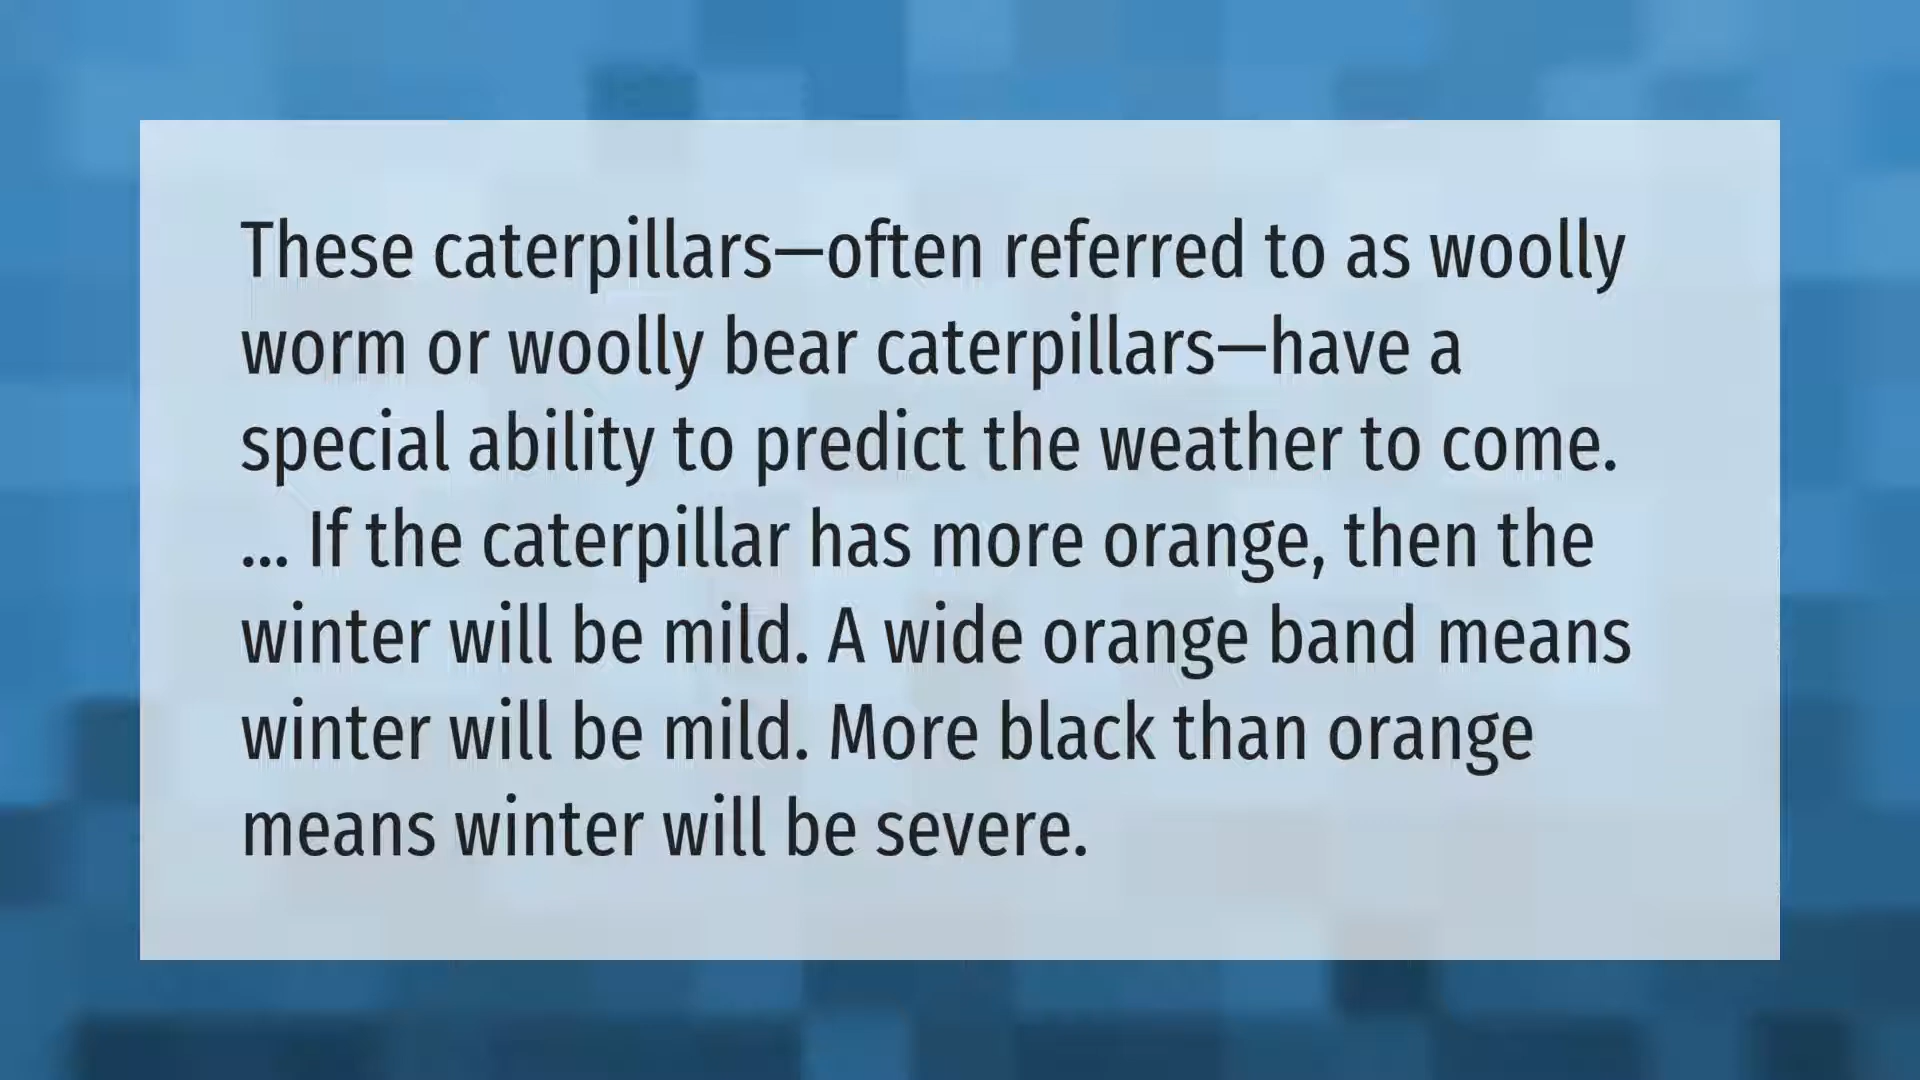 These caterpillars—often referred to as woolly
worm or woolly bear caterpillars—have a
special ability to predict the weather to come.
... If the caterpillar has more orange, then the
winter will be mild. A wide orange band means
winter will be mild. More black than orange
means winter will be severe.